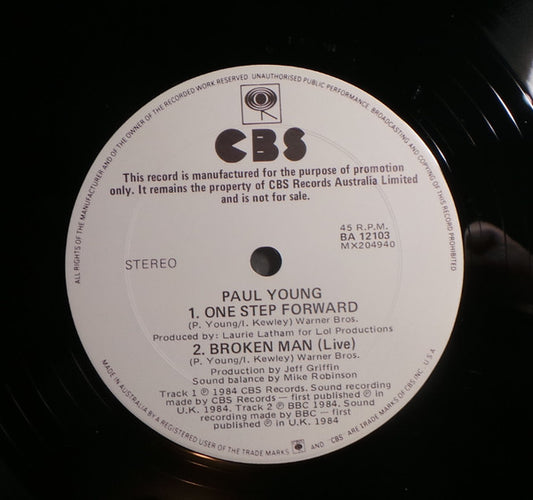 ALL RIGHTS OF THE MANUFACTURER AND OF THE OWNER OF THE RECORDED WORK RESERVED. UNAUTHORISED PUBLIC PERFORMANCE, BROADCASTING AND COPYING OF THIS RECORD PROHIBITED
CBS
This record is manufactured for the purpose of promotion
only. It remains the property of CBS Records Australia Limited
and is not for sale.
45 R.P.M.
BA 12103
MX204940
STEREO
PAUL YOUNG
1. ONE STEP FORWARD
(P. Young/I. Kewley) Warner Bros.
Produced by: Laurie Latham for Lol Productions
2. BROKEN MAN (Live)
(P. Young/I. Kewley) Warner Bros.
Production by Jeff Griffin
Sound balance by Mike Robinson
Track 1 ℗ 1984 CBS Records. Sound recording
made by CBS Records — first published ℗ in
U.K. 1984. Track 2 ℗ BBC 1984. Sound
recording made by BBC — first
published ℗ in U.K. 1984
MADE IN AUSTRALIA BY A REGISTERED USER OF THE TRADE MARKS AND "CBS" ARE TRADE MARKS OF CBS INC. U.S.A.